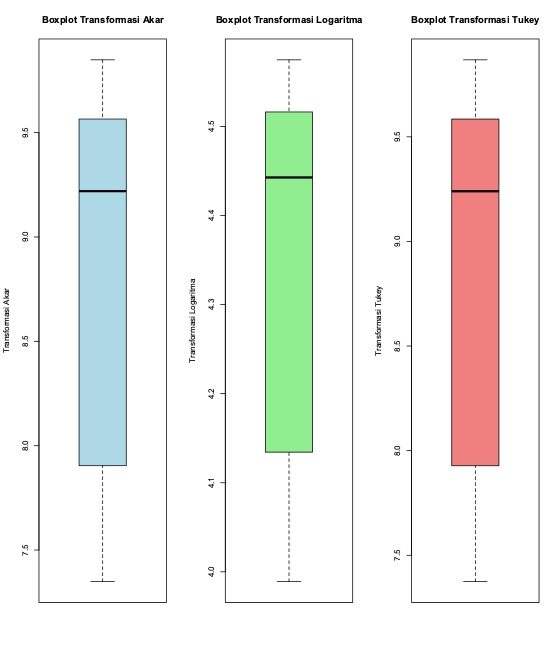 Boxplot Transformasi Akar
Transformasi Akar
9.5
9.0
8.5
8.0
7.5
Boxplot Transformasi Logaritma
Transformasi Logaritma
4.5
4.4
4.3
4.2
4.1
4.0
Boxplot Transformasi Tukey
Transformasi Tukey
9.5
9.0
8.5
8.0
7.5